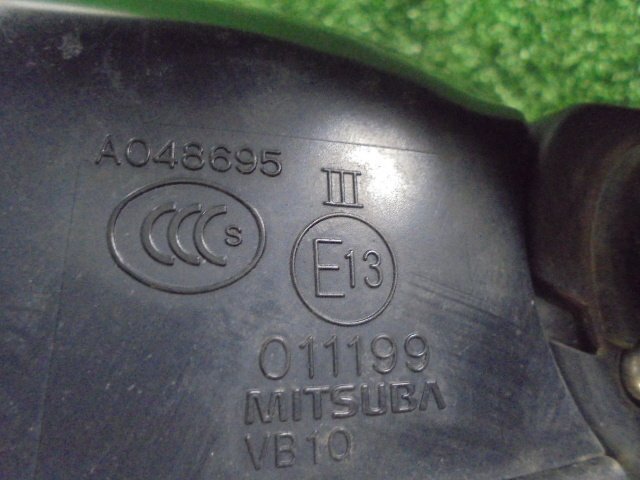 A048695
III
CCC S
E13
011199
MITSUBA
VB10